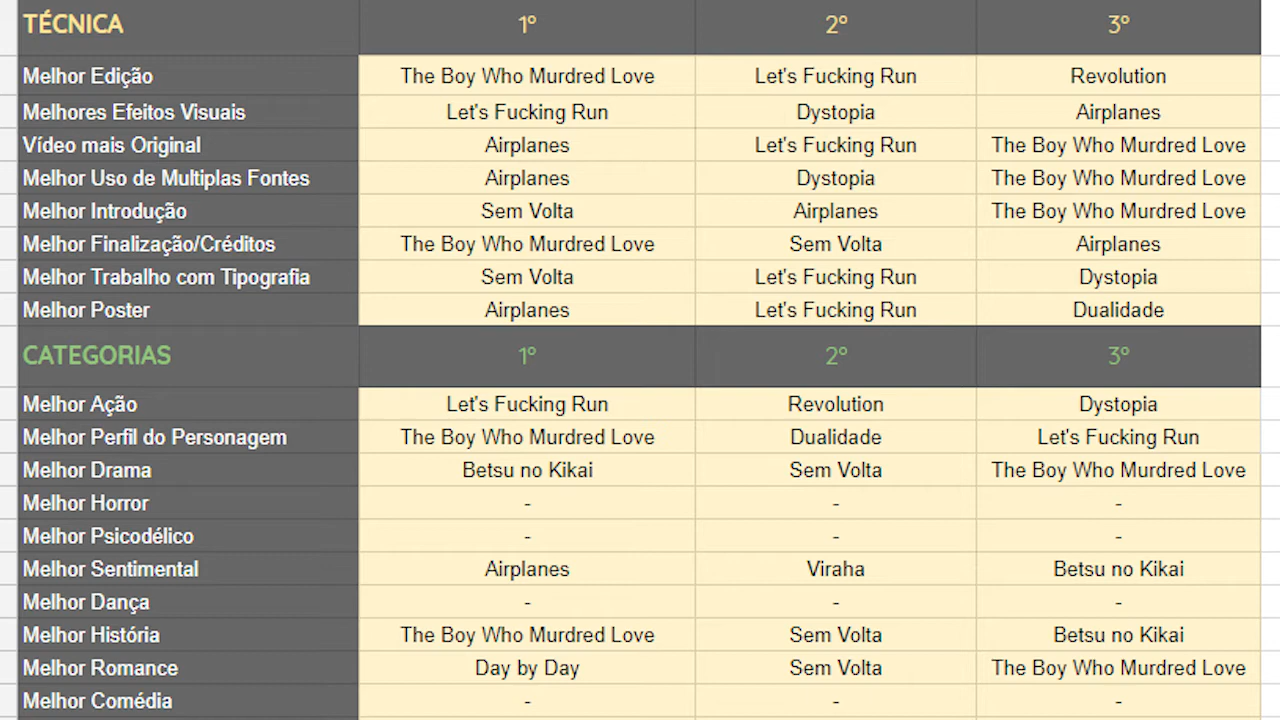 TÉCNICA 1º 2º 3º
Melhor Edição The Boy Who Murdred Love Let's Fucking Run Revolution
Melhores Efeitos Visuais Let's Fucking Run Dystopia Airplanes
Vídeo mais Original Airplanes Let's Fucking Run The Boy Who Murdred Love
Melhor Uso de Multiplas Fontes Airplanes Dystopia The Boy Who Murdred Love
Melhor Introdução Sem Volta Airplanes The Boy Who Murdred Love
Melhor Finalização/Créditos The Boy Who Murdred Love Sem Volta Airplanes
Melhor Trabalho com Tipografia Sem Volta Let's Fucking Run Dystopia
Melhor Poster Airplanes Let's Fucking Run Dualidade
CATEGORIAS 1º 2º 3º
Melhor Ação Let's Fucking Run Revolution Dystopia
Melhor Perfil do Personagem The Boy Who Murdred Love Dualidade Let's Fucking Run
Melhor Drama Betsu no Kikai Sem Volta The Boy Who Murdred Love
Melhor Horror - - -
Melhor Psicodélico - - -
Melhor Sentimental Airplanes Viraha Betsu no Kikai
Melhor Dança - - -
Melhor História The Boy Who Murdred Love Sem Volta Betsu no Kikai
Melhor Romance Day by Day Sem Volta The Boy Who Murdred Love
Melhor Comédia - - -